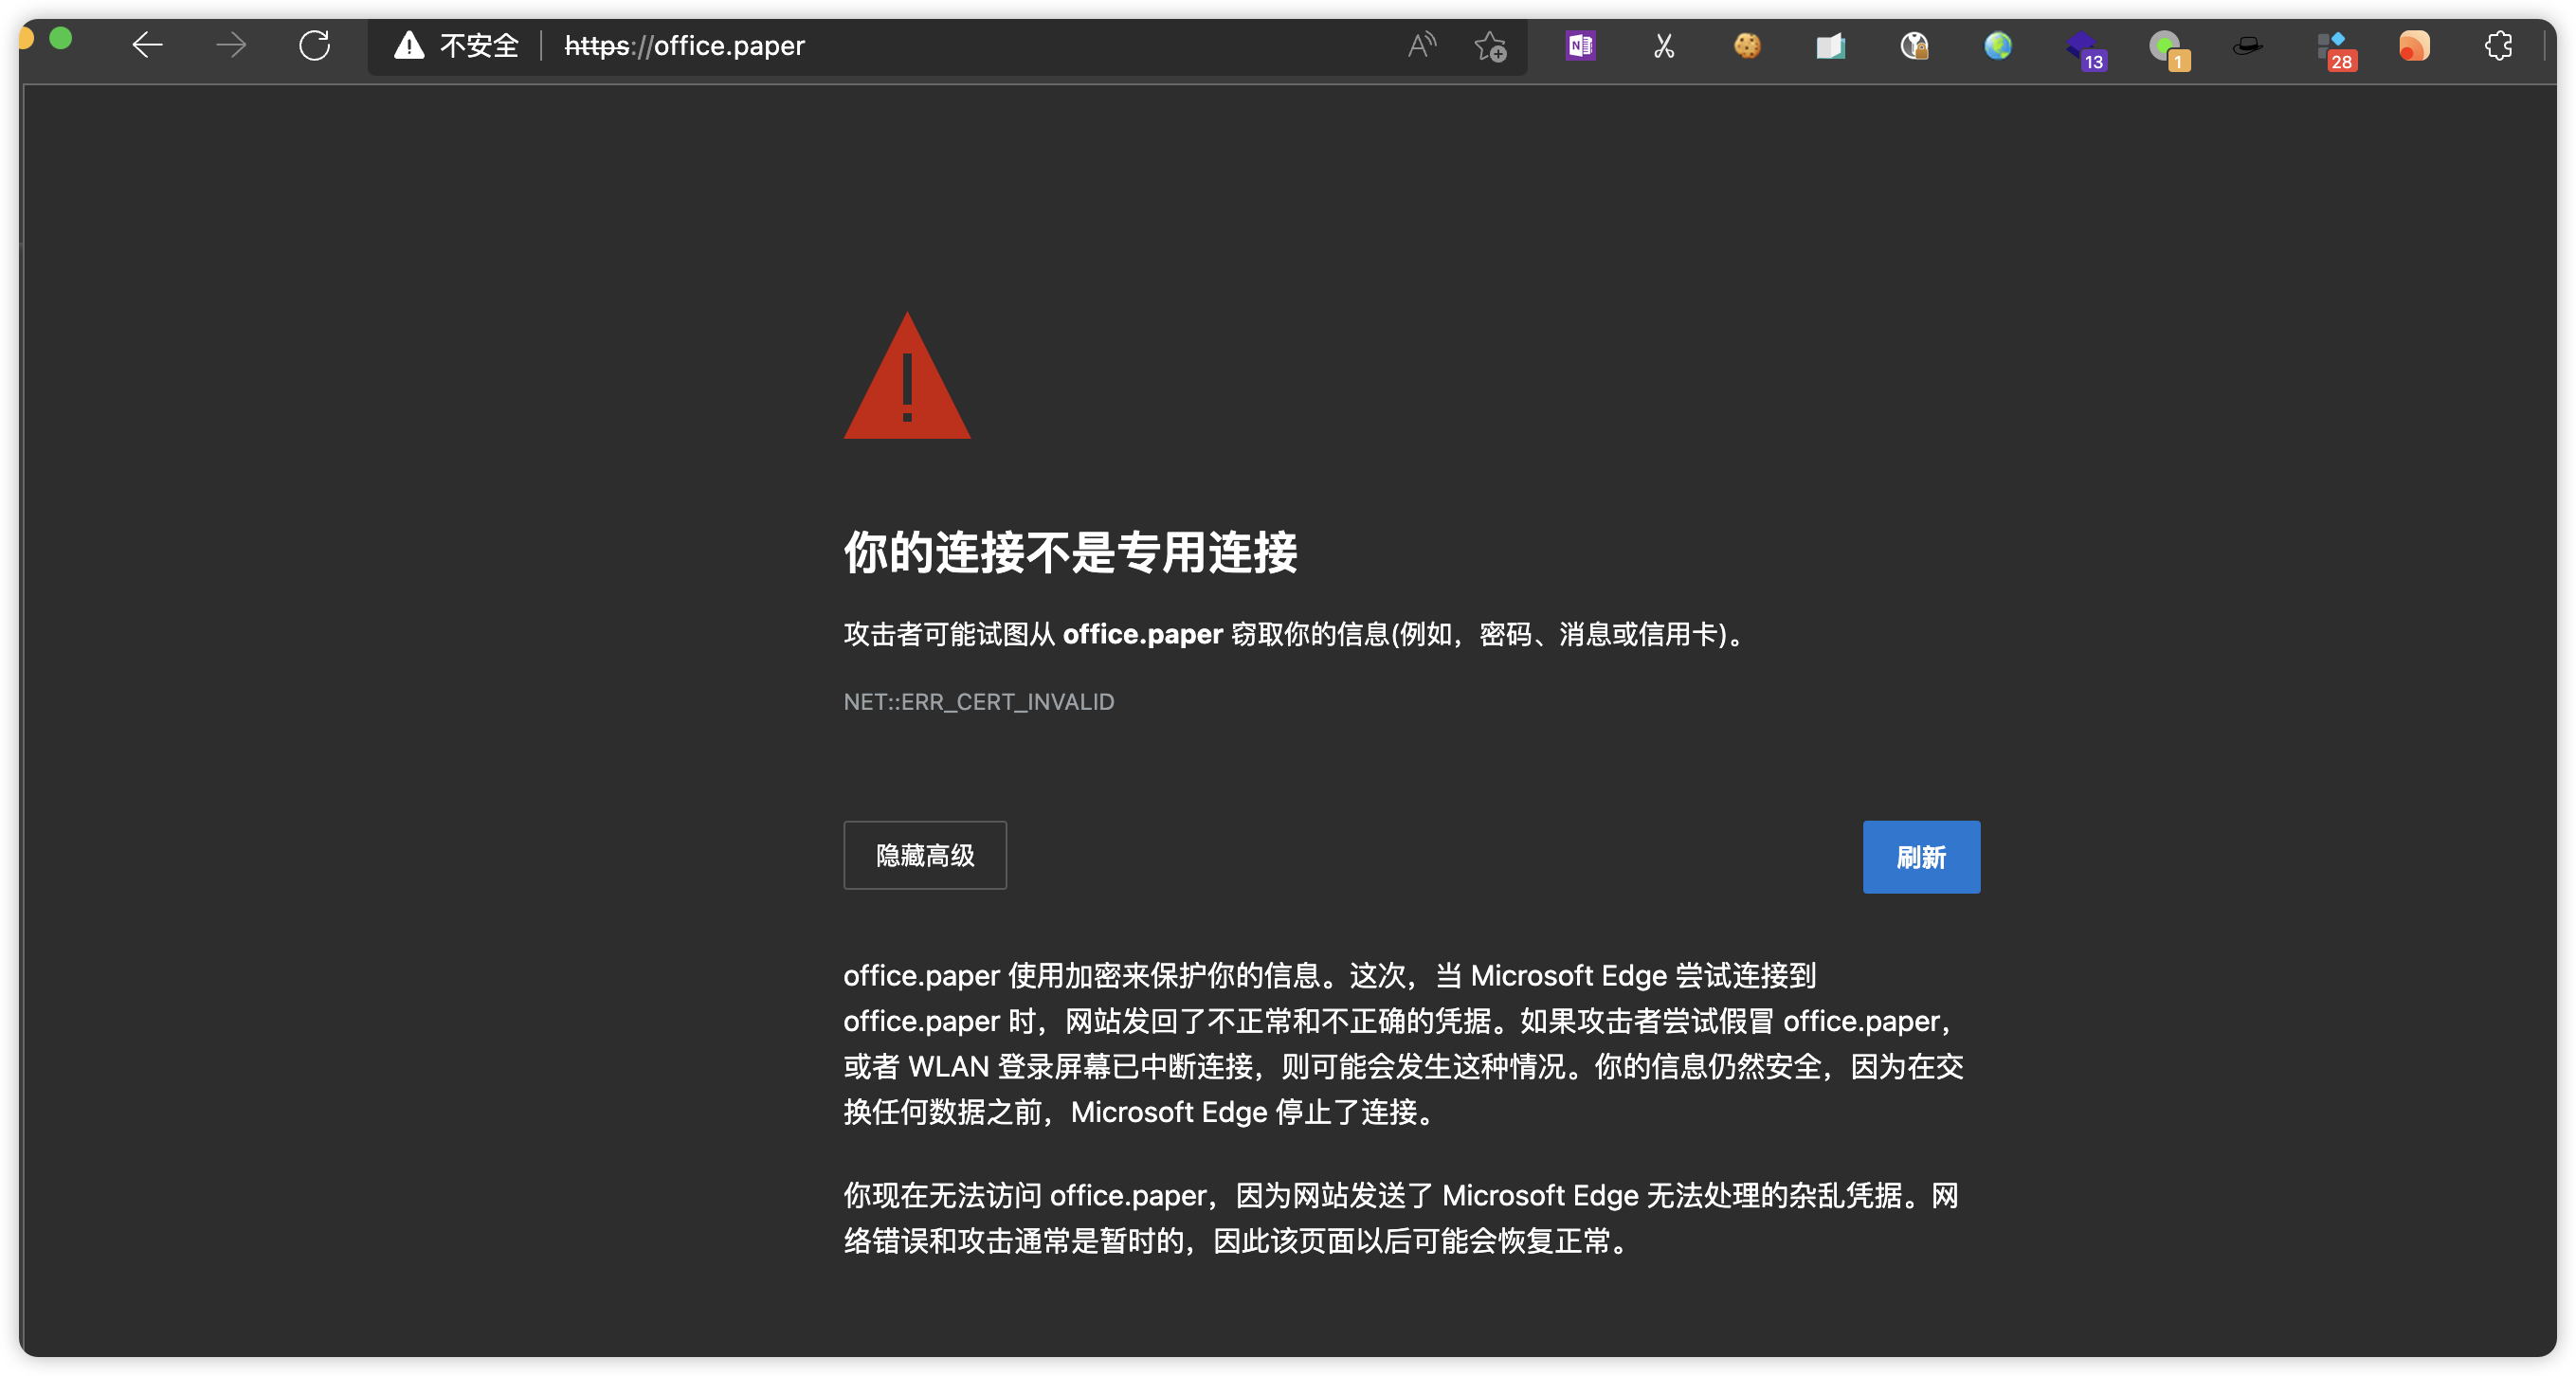 不安全 https://office.paper
N
13
1
28
你的连接不是专用连接
攻击者可能试图从 office.paper 窃取你的信息(例如，密码、消息或信用卡)。
NET::ERR_CERT_INVALID
隐藏高级
刷新
office.paper 使用加密来保护你的信息。这次，当 Microsoft Edge 尝试连接到
office.paper 时，网站发回了不正常和不正确的凭据。如果攻击者尝试假冒 office.paper，
或者 WLAN 登录屏幕已中断连接，则可能会发生这种情况。你的信息仍然安全，因为在交
换任何数据之前，Microsoft Edge 停止了连接。
你现在无法访问 office.paper，因为网站发送了 Microsoft Edge 无法处理的杂乱凭据。网
络错误和攻击通常是暂时的，因此该页面以后可能会恢复正常。